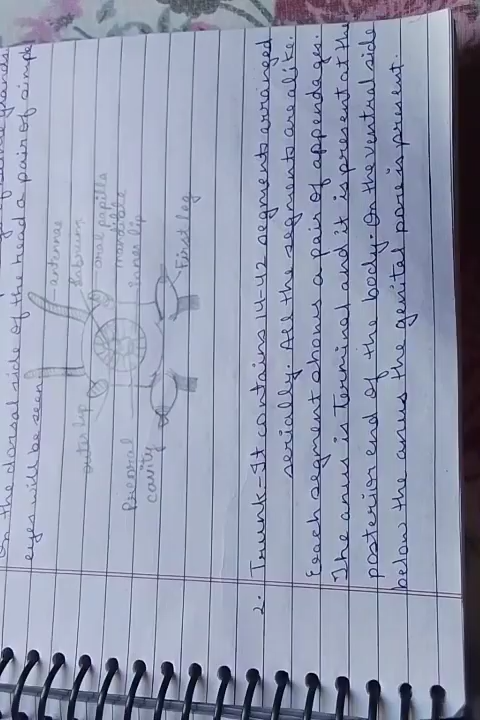 On the dorsal side of the head a pair of simple
eyes will be seen
antennae
labrum
oral papilla
mandible
inner lip
First leg
outer lip
Preoral
cavity
2. Trunk - It contains 14-42 segments arringed
serially. All the segments are alike.
Each segment shows a pair of appendages.
The anus is terminal and it is present at the
posterior end of the body. On the ventral side
below the anus the genital pore is present.